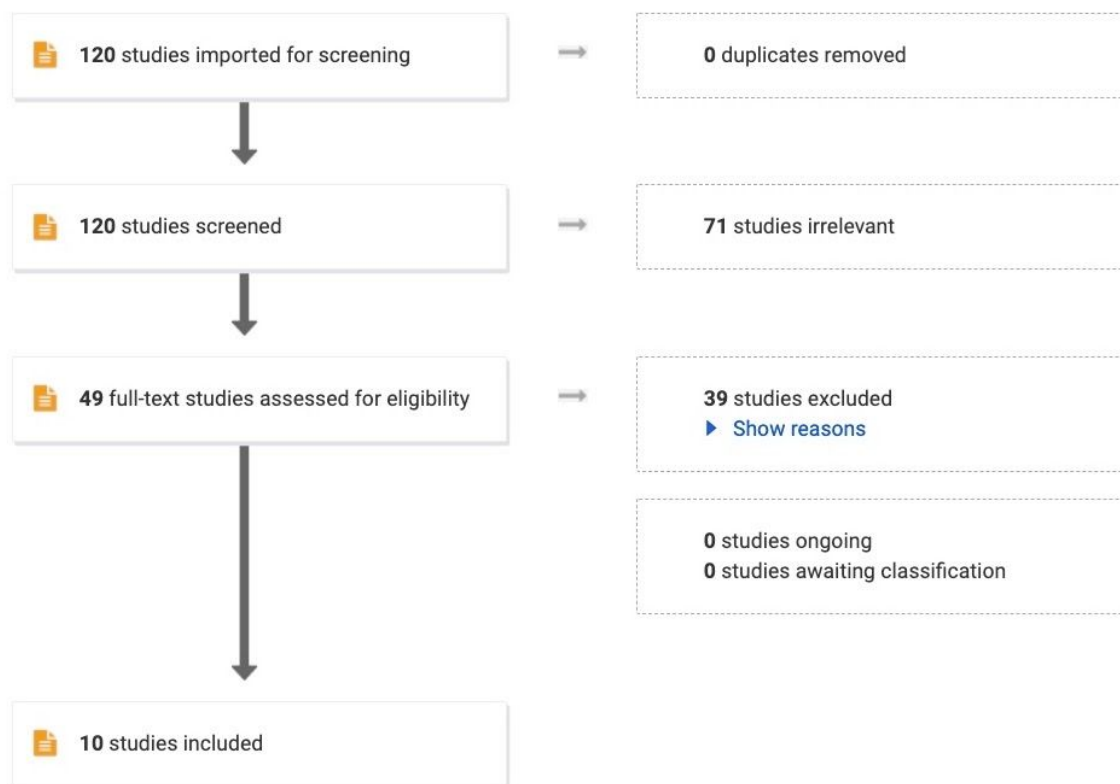 120 studies imported for screening
0 duplicates removed
120 studies screened
71 studies irrelevant
49 full-text studies assessed for eligibility
39 studies excluded
Show reasons
0 studies ongoing
0 studies awaiting classification
10 studies included